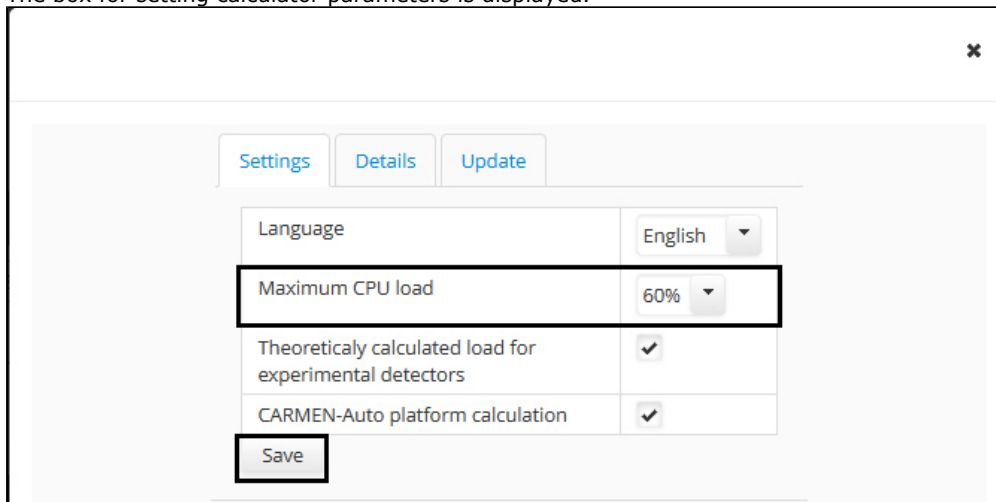 The box for setting calculator parameters is displayed.
Settings Details Update
Language English
Maximum CPU load 60%
Theoreticaly calculated load for
experimental detectors
CARMEN-Auto platform calculation
Save